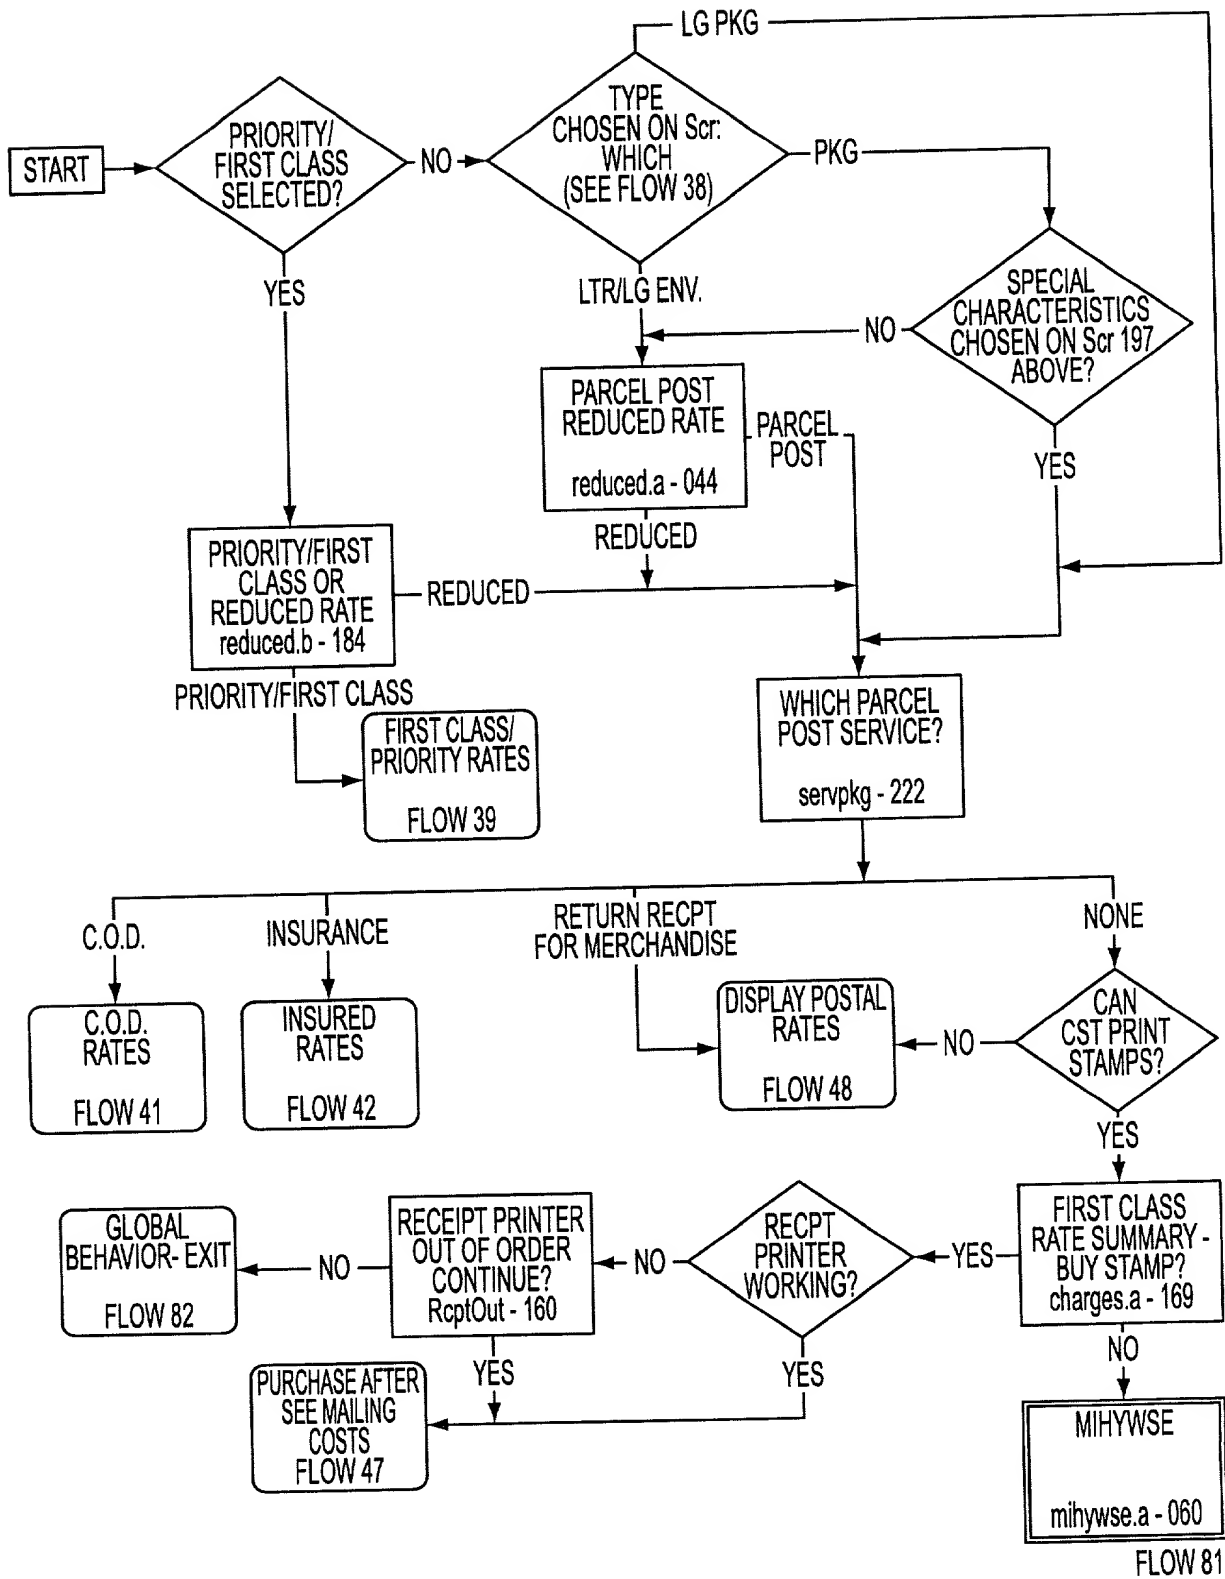 LG PKG
START
PRIORITY/
FIRST CLASS
SELECTED?
NO
TYPE
CHOSEN ON Scr:
WHICH
(SEE FLOW 38)
PKG
YES
LTR/LG ENV.
SPECIAL
CHARACTERISTICS
CHOSEN ON Scr 197
ABOVE?
NO
YES
PARCEL POST
REDUCED RATE
reduced.a - 044
PARCEL
POST
REDUCED
PRIORITY/FIRST
CLASS OR
REDUCED RATE
reduced.b - 184
REDUCED
PRIORITY/FIRST CLASS
FIRST CLASS/
PRIORITY RATES
FLOW 39
WHICH PARCEL
POST SERVICE?
servpkg - 222
C.O.D.
INSURANCE
RETURN RECPT
FOR MERCHANDISE
NONE
C.O.D.
RATES
FLOW 41
INSURED
RATES
FLOW 42
DISPLAY POSTAL
RATES
FLOW 48
NO
CAN
CST PRINT
STAMPS?
YES
GLOBAL
BEHAVIOR- EXIT
FLOW 82
NO
RECEIPT PRINTER
OUT OF ORDER
CONTINUE?
RcptOut - 160
NO
RECPT
PRINTER
WORKING?
YES
FIRST CLASS
RATE SUMMARY -
BUY STAMP?
charges.a - 169
NO
YES
YES
PURCHASE AFTER
SEE MAILING
COSTS
FLOW 47
MIHYWSE
mihywse.a - 060
FLOW 81